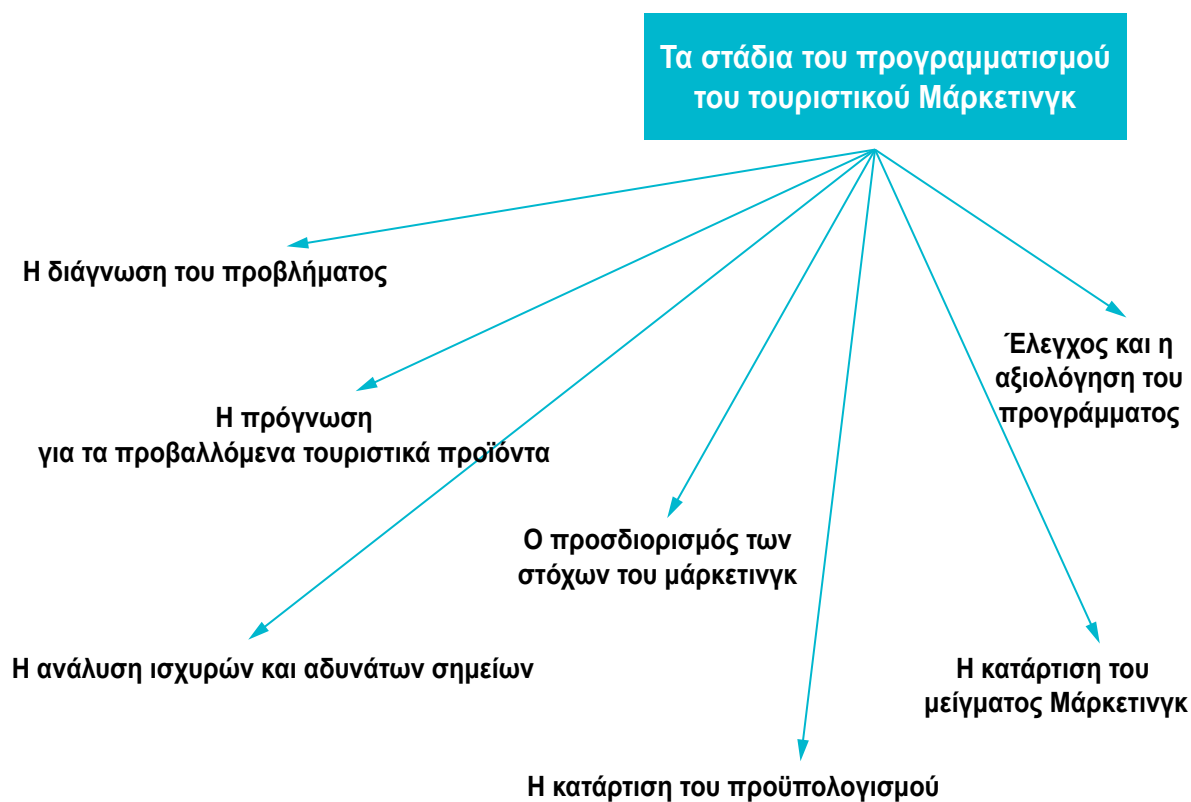 Τα στάδια του προγραμματισμού
του τουριστικού Μάρκετινγκ
Η διάγνωση του προβλήματος
Η πρόγνωση
για τα προβαλλόμενα τουριστικά προϊόντα
Η ανάλυση ισχυρών και αδυνάτων σημείων
Ο προσδιορισμός των
στόχων του μάρκετινγκ
Η κατάρτιση του προϋπολογισμού
Η κατάρτιση του
μείγματος Μάρκετινγκ
Έλεγχος και η
αξιολόγηση του
προγράμματος